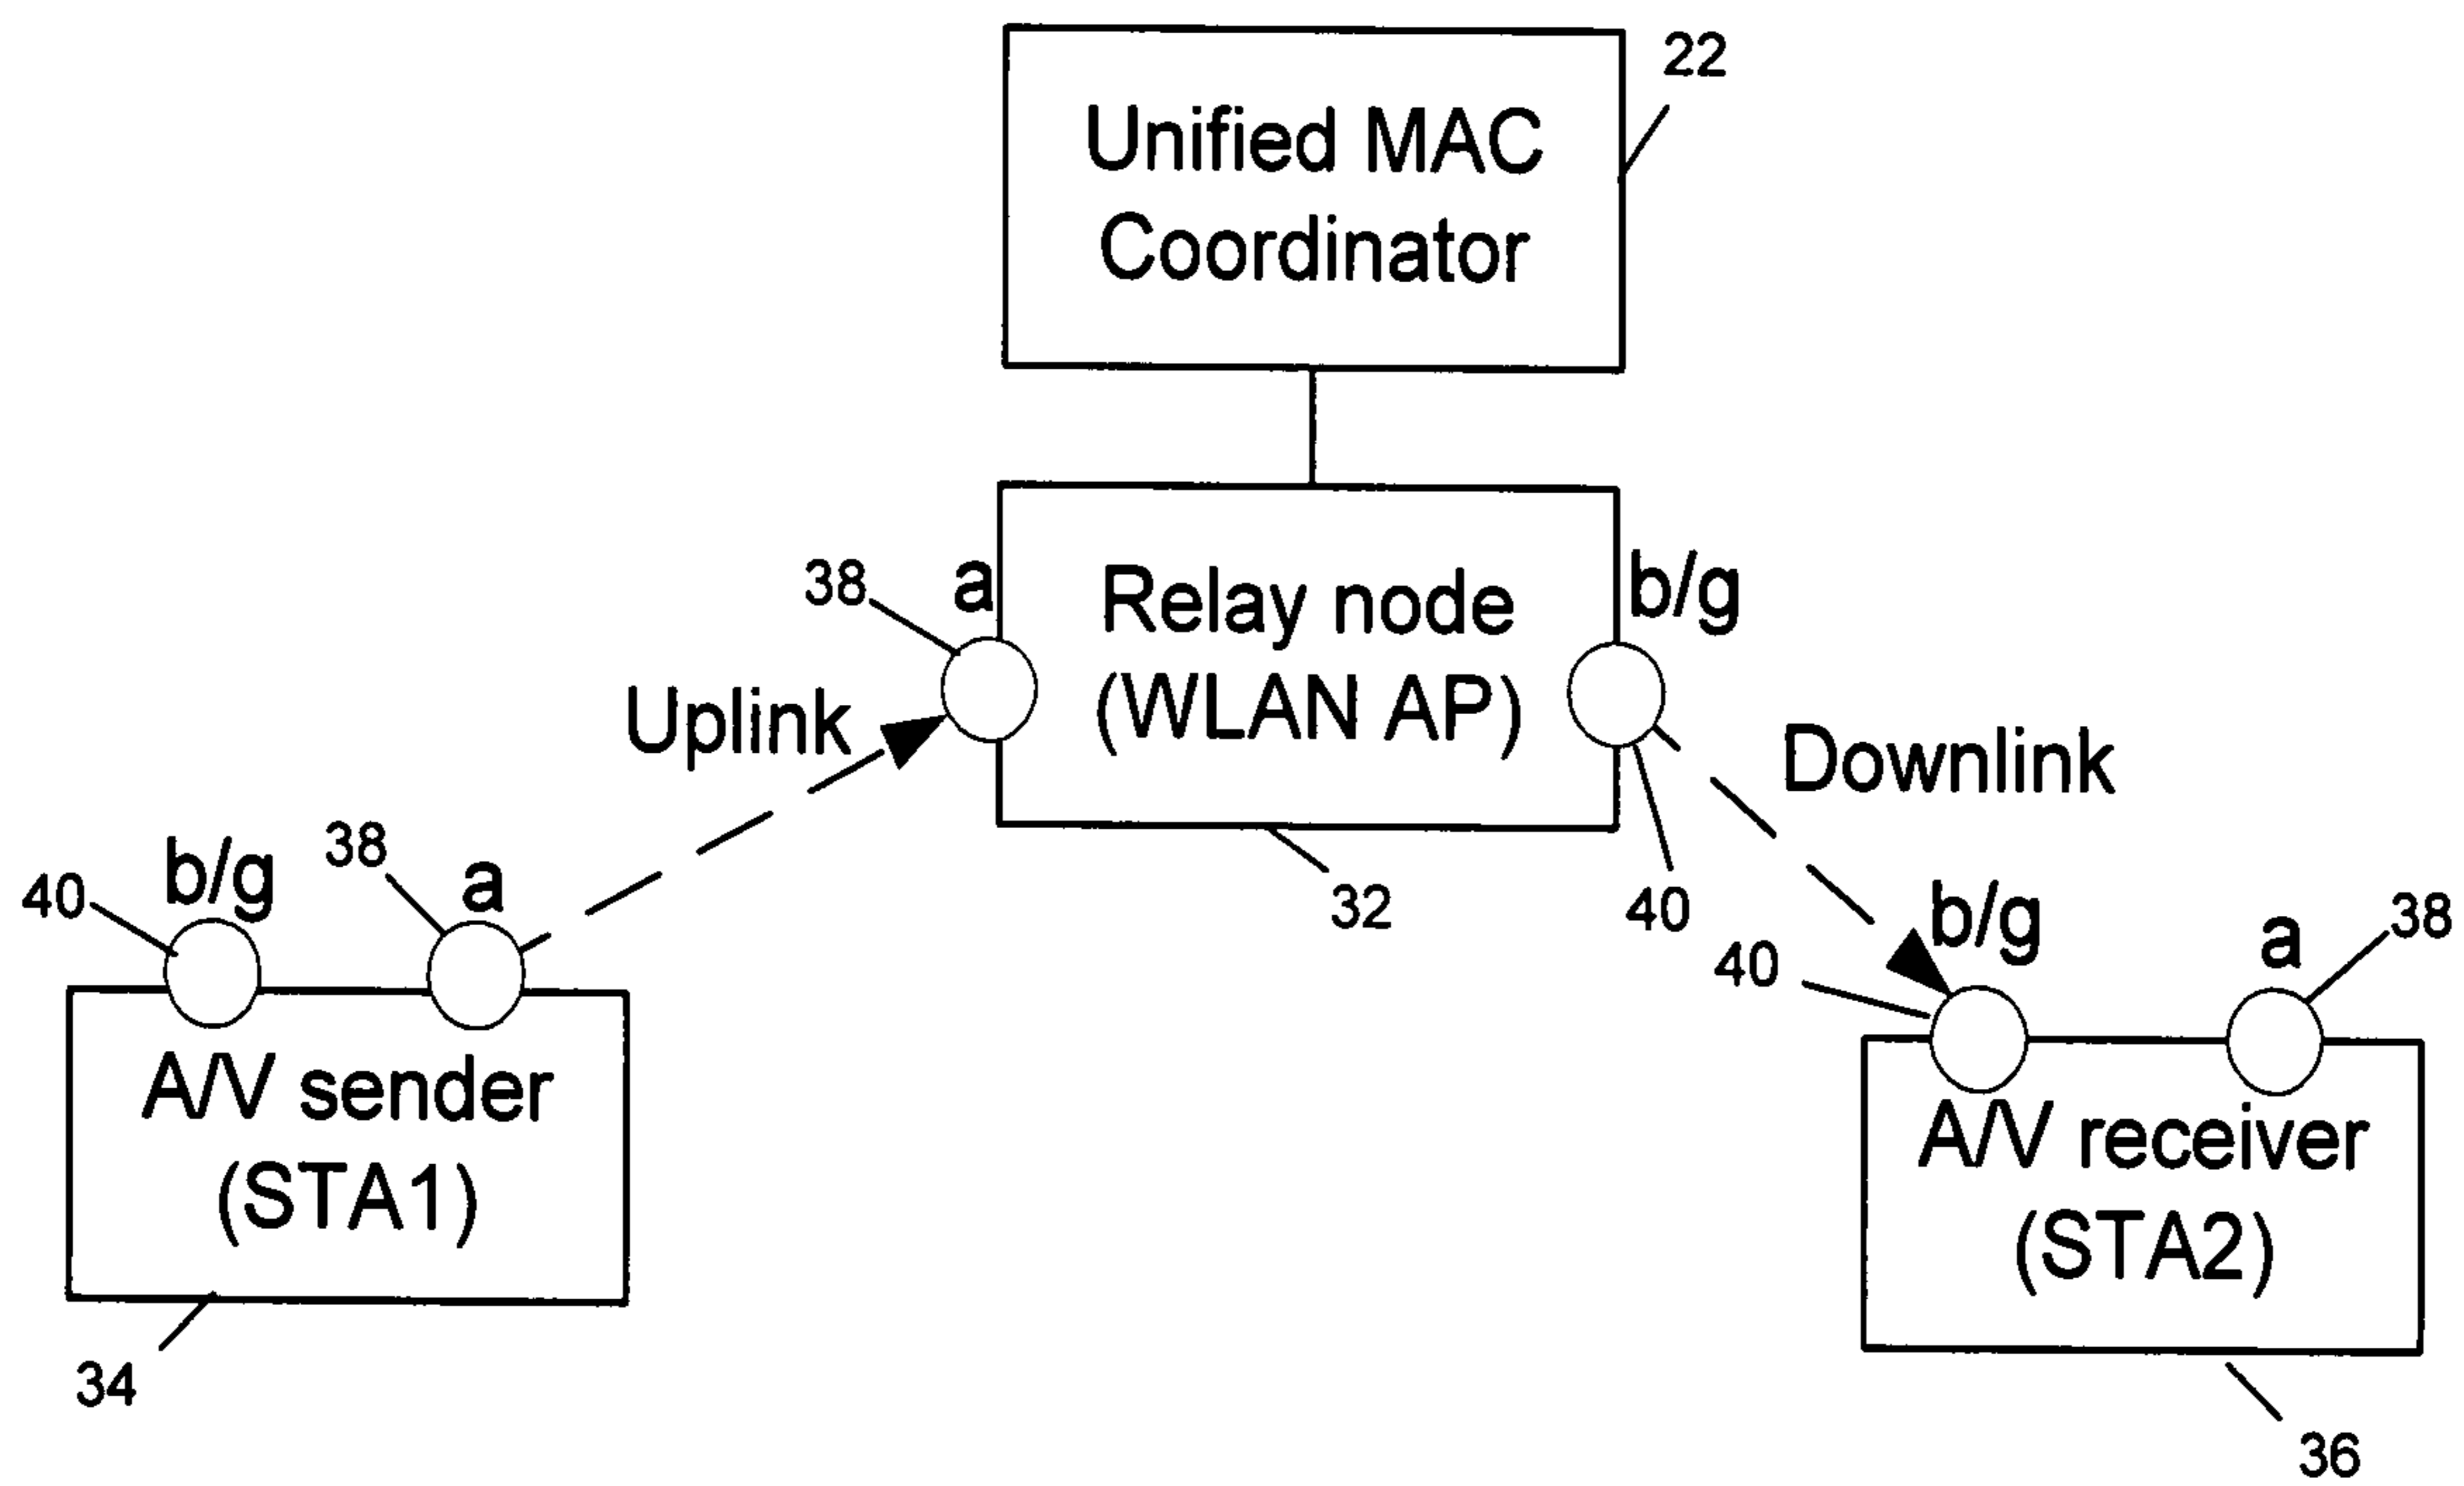 22
Unified MAC
Coordinator
38
a
Relay node
(WLAN AP)
b/g
Uplink
Downlink
40
b/g
38
a
32
40
40
b/g
a
38
A/V sender
(STA1)
A/V receiver
(STA2)
34
36